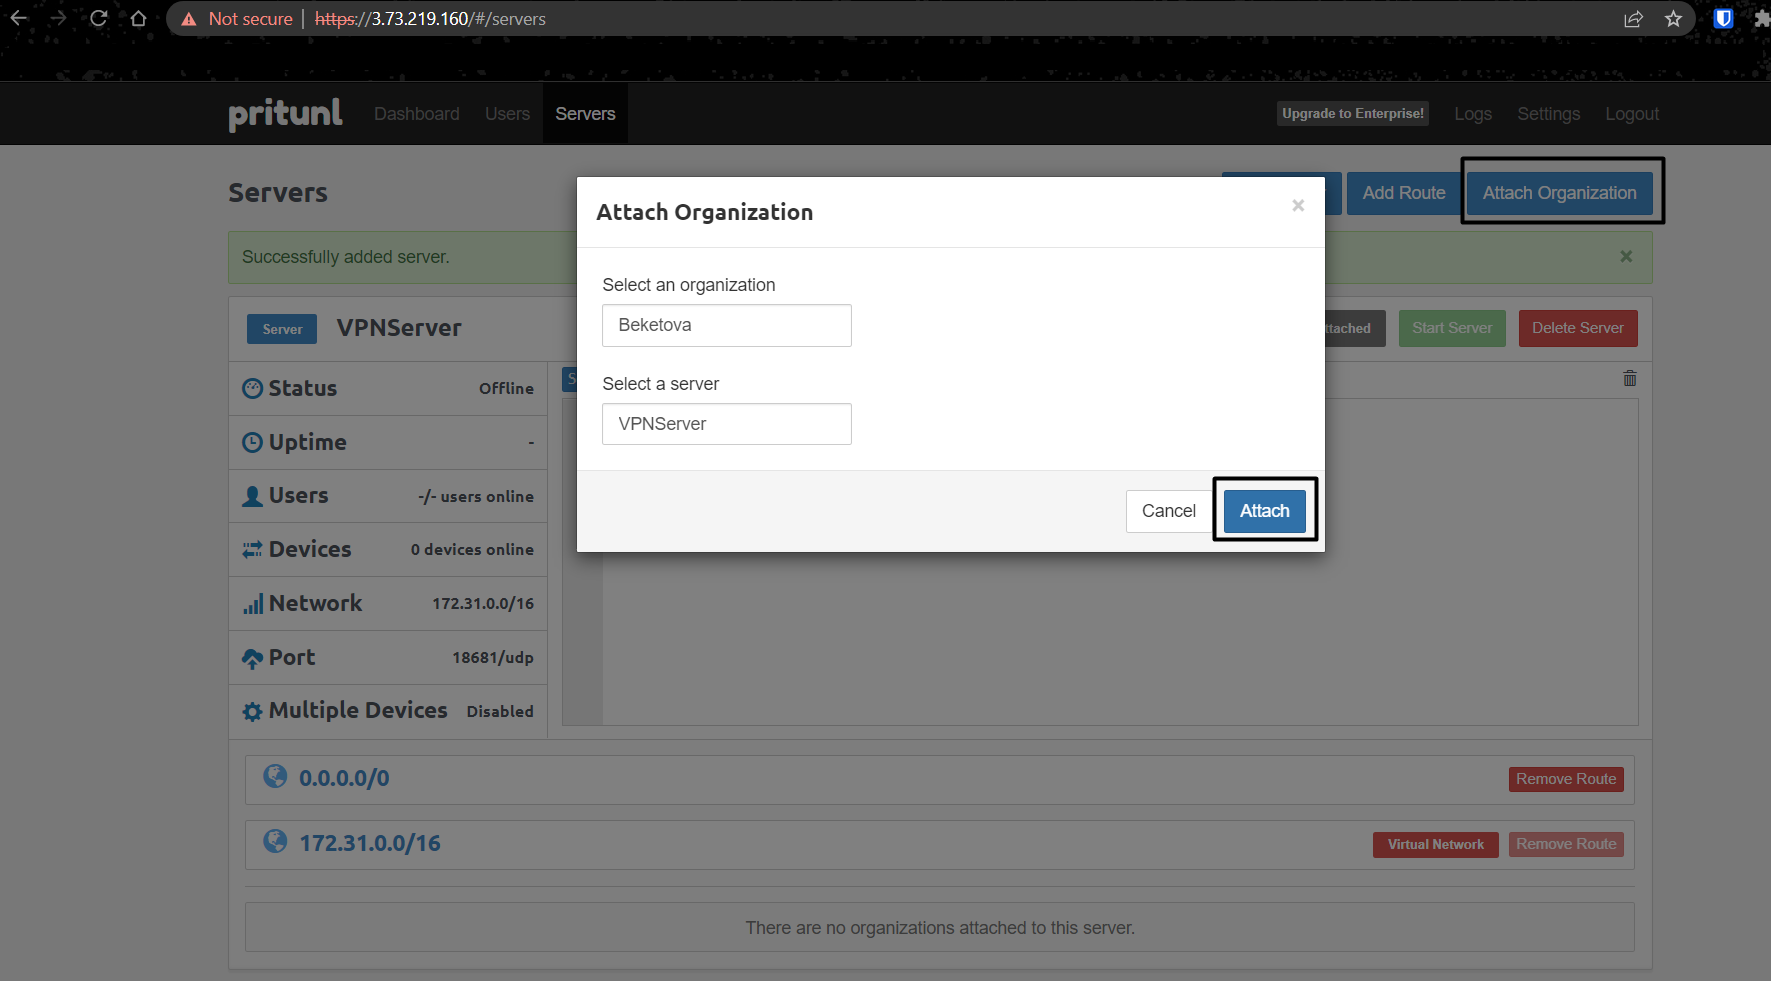 Not secure | https://3.73.219.160/#/servers
pritunl Dashboard Users Servers Upgrade to Enterprise! Logs Settings Logout
Servers
Add Route Attach Organization
Successfully added server. ×
Attach Organization ×
Select an organization
Beketova
Select a server
VPNServer
Cancel Attach
Server VPNServer
Start Server Delete Server
Status Offline
Uptime -
Users -/- users online
Devices 0 devices online
Network 172.31.0.0/16
Port 18681/udp
Multiple Devices Disabled
0.0.0.0/0 Remove Route
172.31.0.0/16 Virtual Network Remove Route
There are no organizations attached to this server.